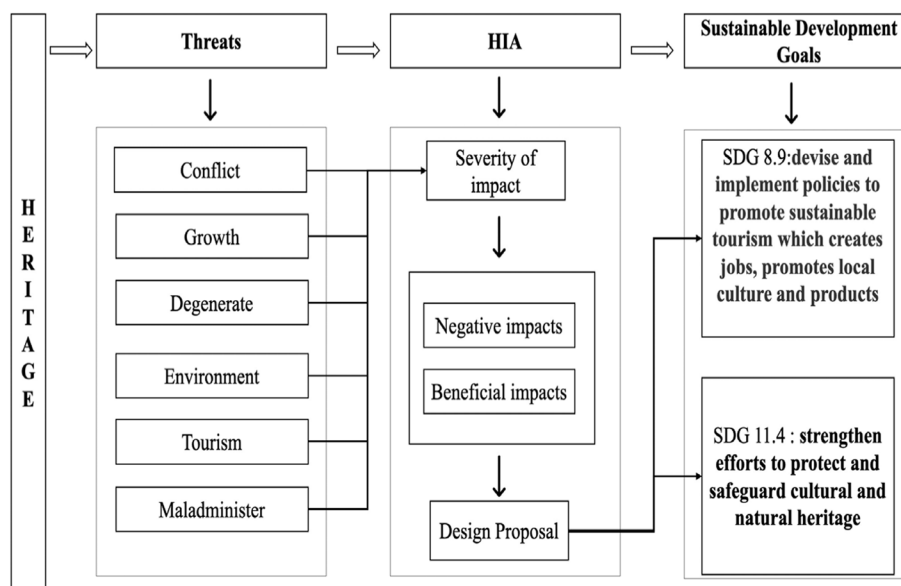 HERITAGE
Threats
HIA
Sustainable Development
Goals
Conflict
Growth
Degenerate
Environment
Tourism
Maladminister
Severity of
impact
Negative impacts
Beneficial impacts
Design Proposal
SDG 8.9:devise and
implement policies to
promote sustainable
tourism which creates
jobs, promotes local
culture and products
SDG 11.4 : strengthen
efforts to protect and
safeguard cultural and
natural heritage